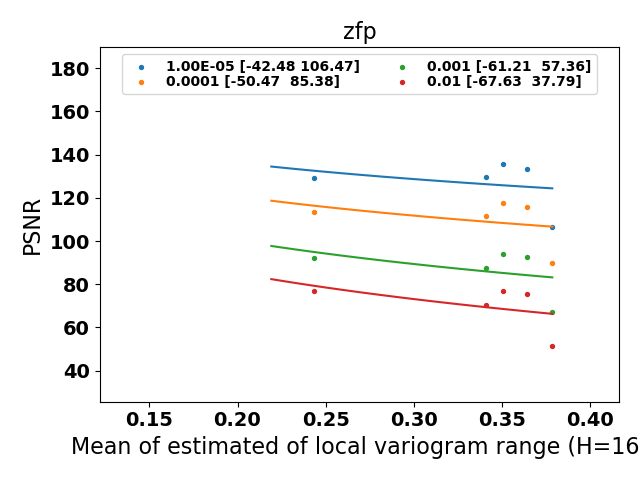 zfp
1.00E-05 [-42.48 106.47]
0.0001 [-50.47  85.38]
0.001 [-61.21  57.36]
0.01 [-67.63  37.79]
PSNR
180
160
140
120
100
80
60
40
0.15 0.20 0.25 0.30 0.35 0.40
Mean of estimated of local variogram range (H=16